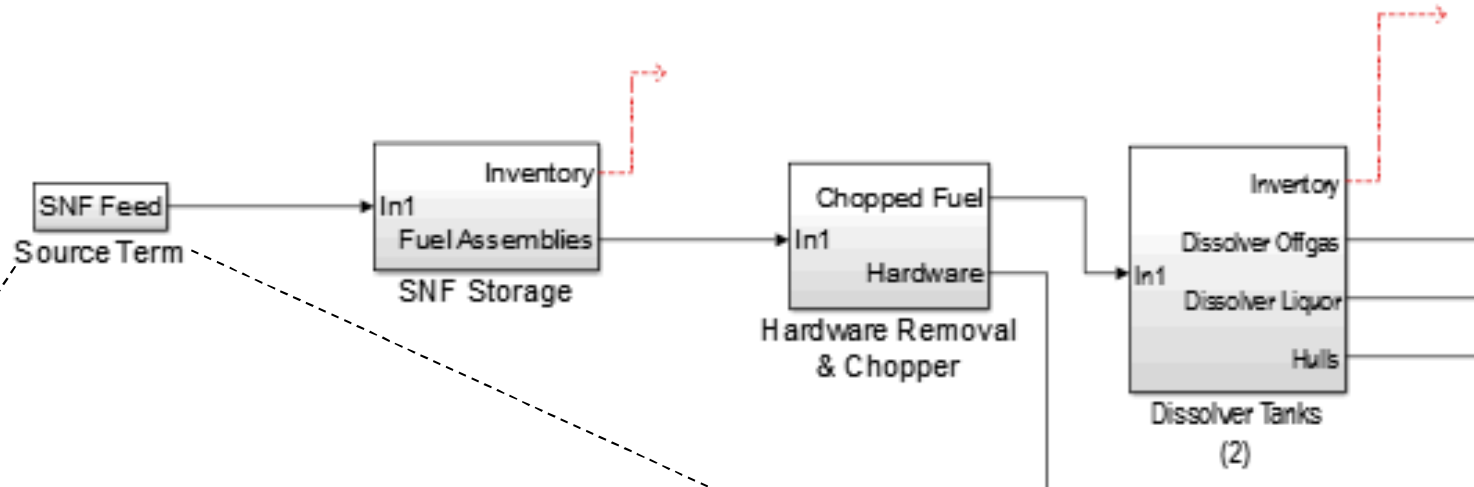 SNF Feed
Source Term
Inventory
In1
Fuel Assemblies
SNF Storage
Chopped Fuel
In1
Hardware
Hardware Removal
& Chopper
Inventory
Dissolver Offgas
In1
Dissolver Liquor
Hulls
Dissolver Tanks
(2)